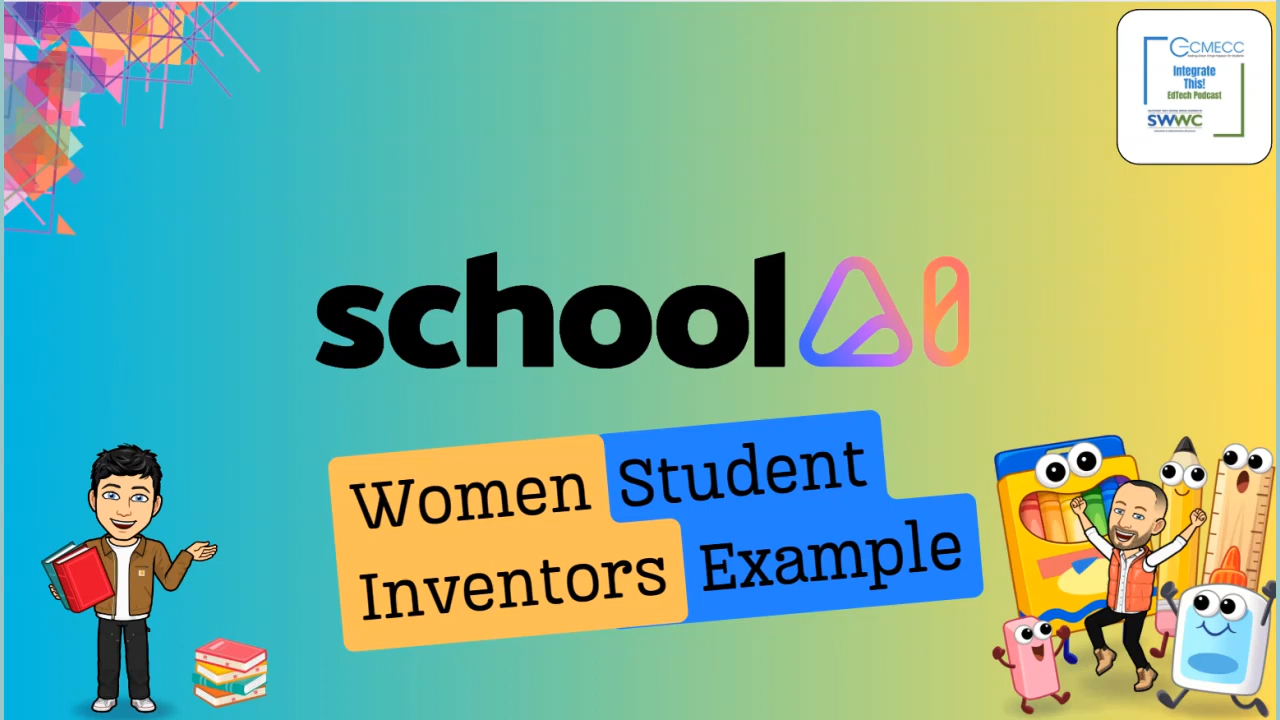 CMECC
Integrate
This!
EdTech Podcast
SWWC
schoolAI
Women Student
Inventors Example